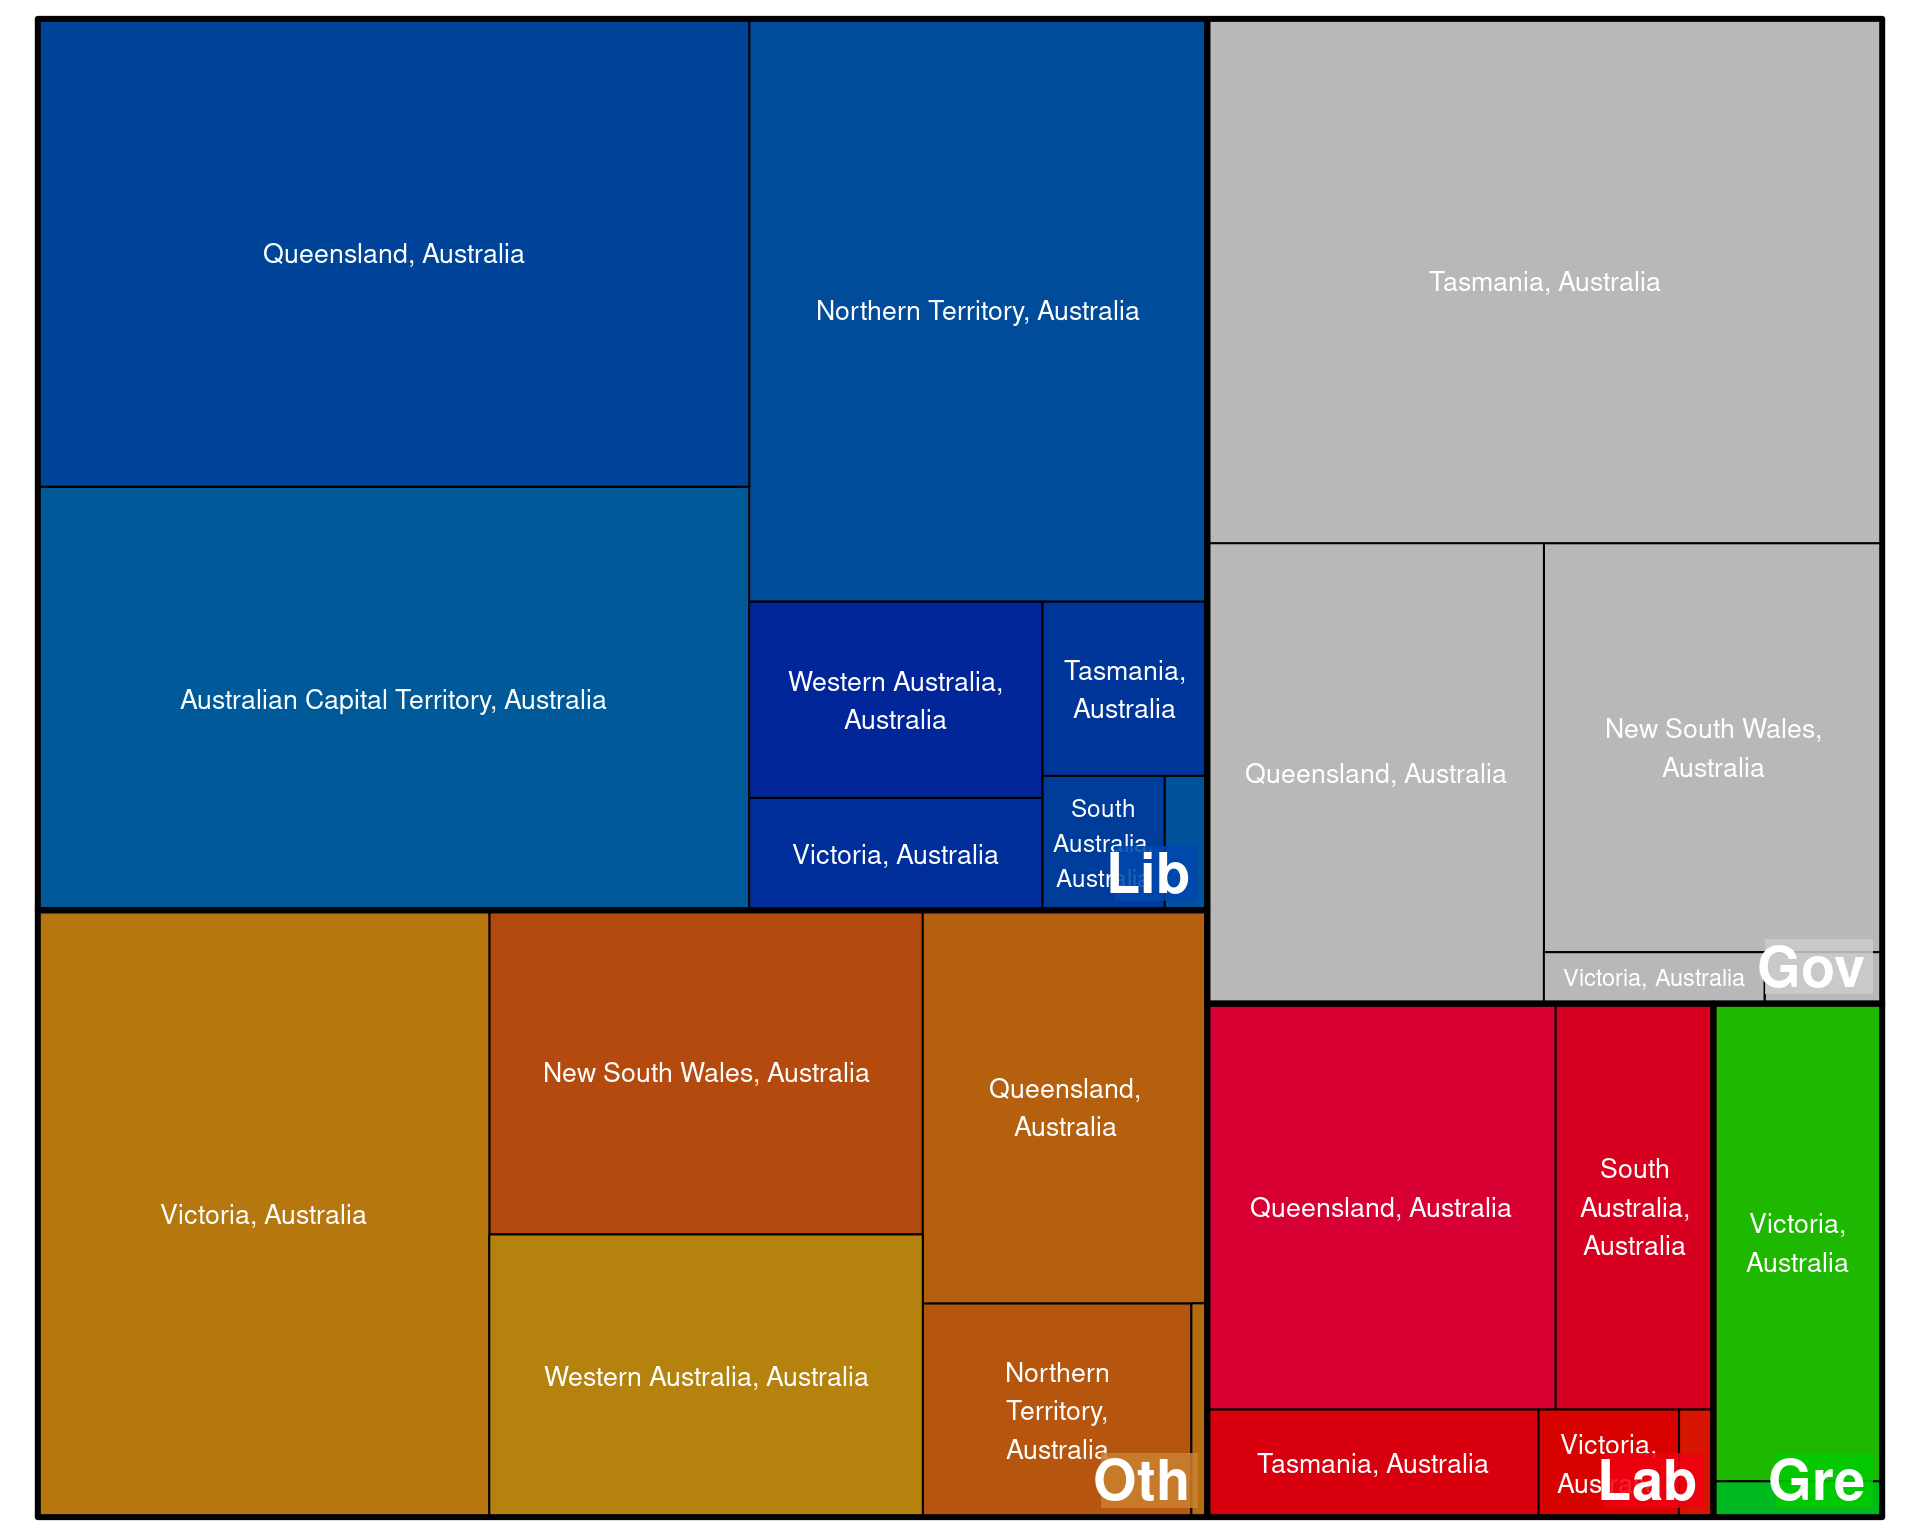 Queensland, Australia
Northern Territory, Australia
Tasmania, Australia
Australian Capital Territory, Australia
Western Australia,
Australia
Tasmania,
Australia
Victoria, Australia
South
Australia,
Australia
Lib
Queensland, Australia
New South Wales,
Australia
Victoria, Australia
Gov
Victoria, Australia
New South Wales, Australia
Queensland,
Australia
Western Australia, Australia
Northern
Territory,
Australia
Oth
Queensland, Australia
South
Australia,
Australia
Tasmania, Australia
Victoria,
Australia
Lab
Victoria,
Australia
Gre